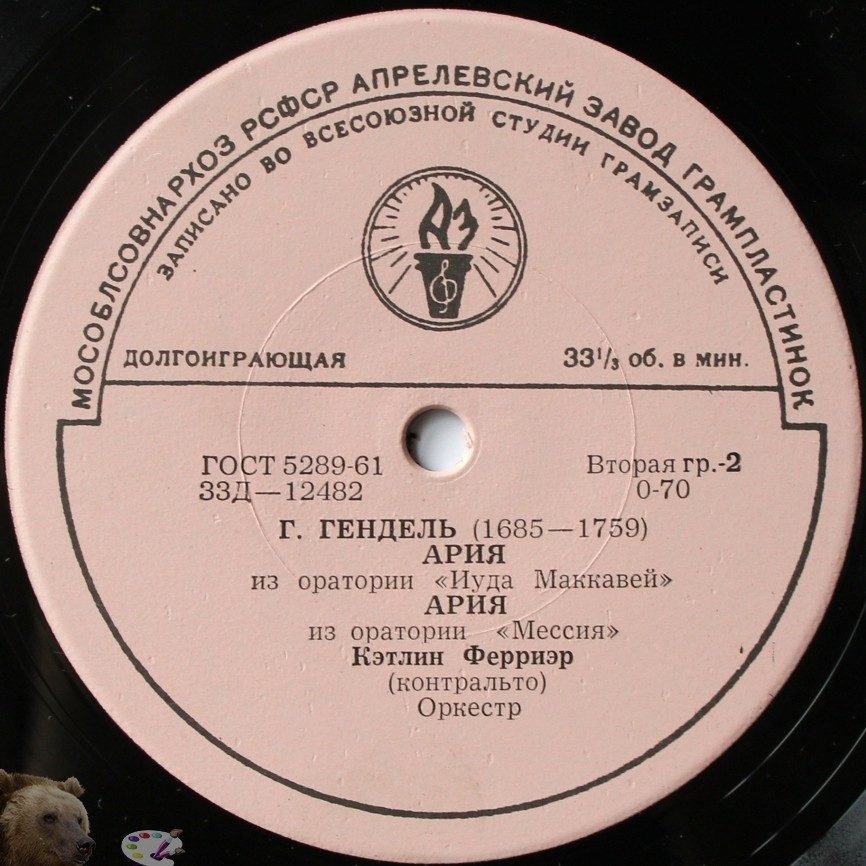 МОСОБЛСОВНАРХОЗ РСФСР АПРЕЛЕВСКИЙ ЗАВОД ГРАМПЛАСТИНОК
ЗАПИСАНО ВО ВСЕСОЮЗНОЙ СТУДИИ ГРАМЗАПИСИ
АЗ
ДОЛГОИГРАЮЩАЯ 33¹/₃ об. в мин.
ГОСТ 5289-61 Вторая гр.-2
33Д—12482 0-70
Г. ГЕНДЕЛЬ (1685—1759)
АРИЯ
из оратории «Иуда Маккавей»
АРИЯ
из оратории «Мессия»
Кэтлин Ферриэр
(контральто)
Оркестр